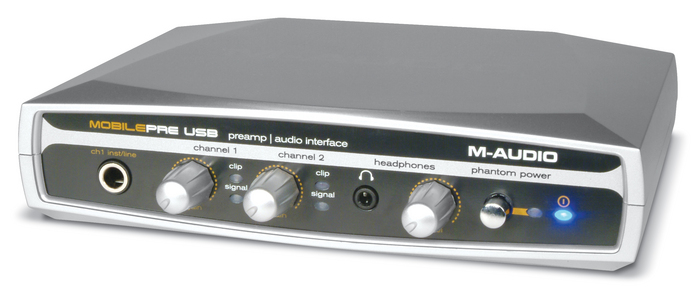 MOBILEPRE USB preamp | audio interface
M-AUDIO
ch1 inst/line
channel 1
channel 2
headphones
phantom power
clip
signal
clip
signal